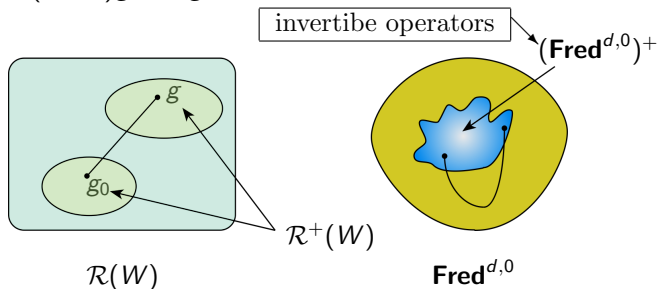 invertibe operators
(Fred^{d,0})^+
g
g_0
R^+(W)
R(W)
Fred^{d,0}